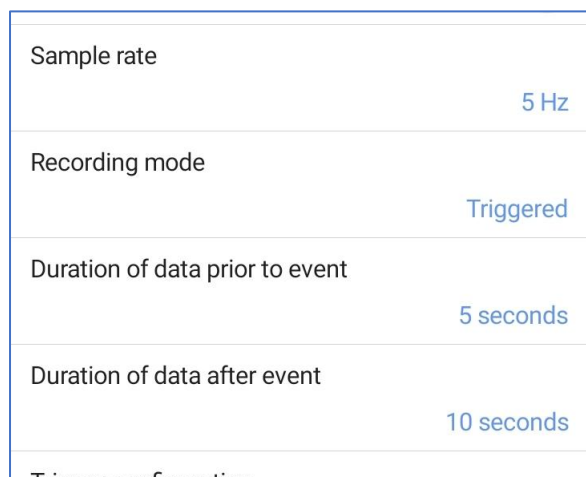 Sample rate
5 Hz
Recording mode
Triggered
Duration of data prior to event
5 seconds
Duration of data after event
10 seconds